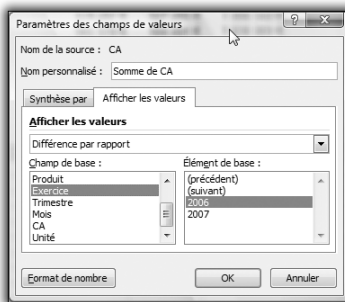 Paramètres des champs de valeurs
Nom de la source : CA
Nom personnalisé : Somme de CA
Synthèse par Afficher les valeurs
Afficher les valeurs
Différence par rapport
Champ de base : Élément de base :
Produit (précédent)
Exercice (suivant)
Trimestre 2006
Mois 2007
CA
Unité
Format de nombre OK Annuler